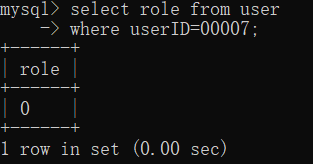 mysql> select role from user
    -> where userID=00007;
+------+
| role |
+------+
| 0    |
+------+
1 row in set (0.00 sec)